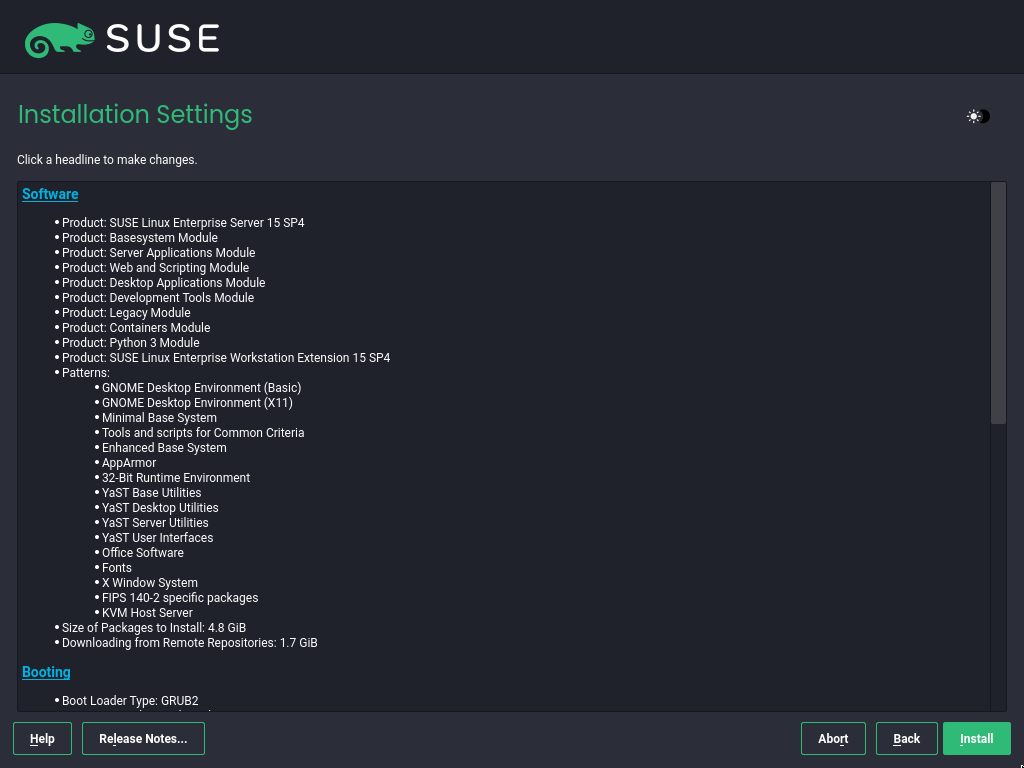 SUSE
Installation Settings
Click a headline to make changes.
Software
• Product: SUSE Linux Enterprise Server 15 SP4
• Product: Basesystem Module
• Product: Server Applications Module
• Product: Web and Scripting Module
• Product: Desktop Applications Module
• Product: Development Tools Module
• Product: Legacy Module
• Product: Containers Module
• Product: Python 3 Module
• Product: SUSE Linux Enterprise Workstation Extension 15 SP4
• Patterns:
• GNOME Desktop Environment (Basic)
• GNOME Desktop Environment (X11)
• Minimal Base System
• Tools and scripts for Common Criteria
• Enhanced Base System
• AppArmor
• 32-Bit Runtime Environment
• YaST Base Utilities
• YaST Desktop Utilities
• YaST Server Utilities
• YaST User Interfaces
• Office Software
• Fonts
• X Window System
• FIPS 140-2 specific packages
• KVM Host Server
• Size of Packages to Install: 4.8 GiB
• Downloading from Remote Repositories: 1.7 GiB
Booting
• Boot Loader Type: GRUB2
Help Release Notes... Abort Back Install